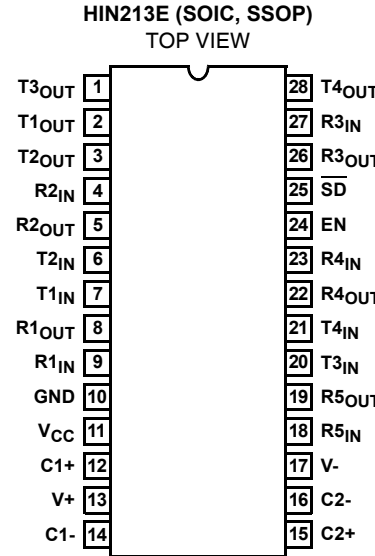 HIN213E (SOIC, SSOP)
TOP VIEW
T3OUT 1
T1OUT 2
T2OUT 3
R2IN 4
R2OUT 5
T2IN 6
T1IN 7
R1OUT 8
R1IN 9
GND 10
VCC 11
C1+ 12
V+ 13
C1- 14
28 T4OUT
27 R3IN
26 R3OUT
25 SD
24 EN
23 R4IN
22 R4OUT
21 T4IN
20 T3IN
19 R5OUT
18 R5IN
17 V-
16 C2-
15 C2+